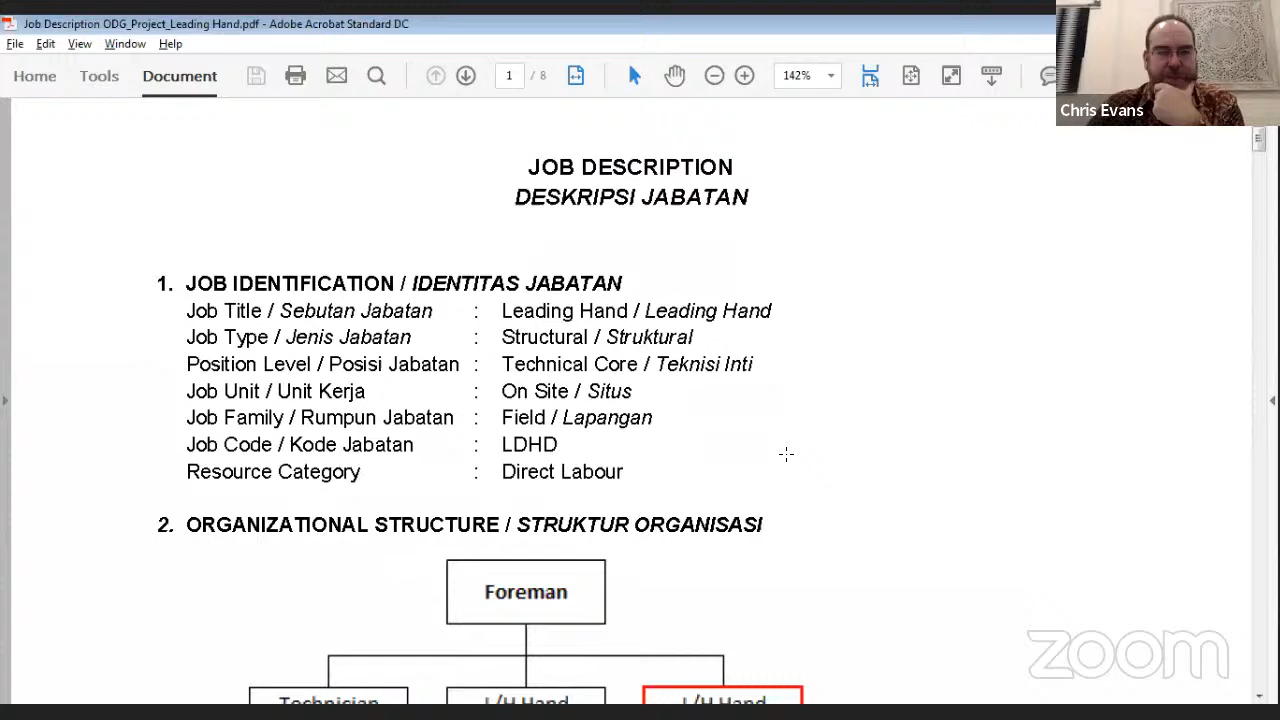 Job Description ODG_Project_Leading Hand.pdf - Adobe Acrobat Standard DC
File Edit View Window Help
Home Tools Document 1 / 8 142%
Chris Evans
JOB DESCRIPTION
DESKRIPSI JABATAN
1. JOB IDENTIFICATION / IDENTITAS JABATAN
Job Title / Sebutan Jabatan : Leading Hand / Leading Hand
Job Type / Jenis Jabatan : Structural / Struktural
Position Level / Posisi Jabatan : Technical Core / Teknisi Inti
Job Unit / Unit Kerja : On Site / Situs
Job Family / Rumpun Jabatan : Field / Lapangan
Job Code / Kode Jabatan : LDHD
Resource Category : Direct Labour
2. ORGANIZATIONAL STRUCTURE / STRUKTUR ORGANISASI
Foreman
Technician L/H Hand L/H Hand
zoom